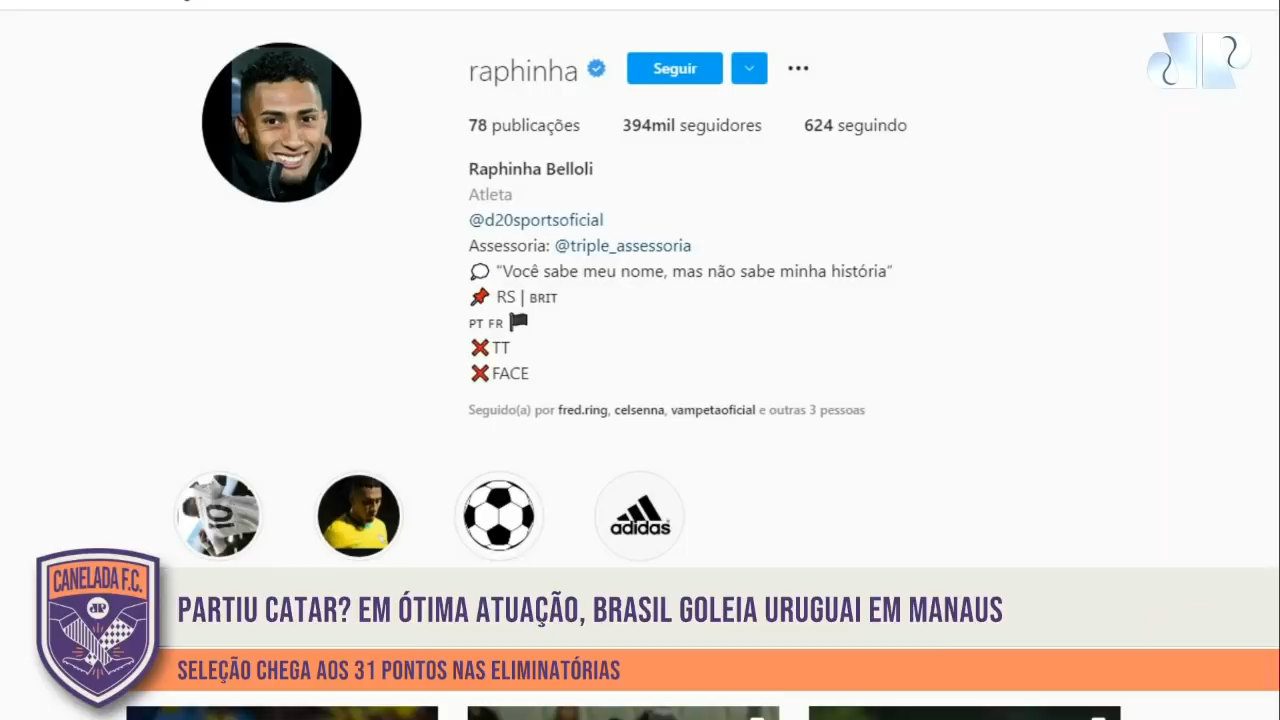 raphinha
Seguir
78 publicações 394mil seguidores 624 seguindo
Raphinha Belloli
Atleta
@d20sportsoficial
Assessoria: @triple_assessoria
"Você sabe meu nome, mas não sabe minha história"
RS | BRIT
PT FR
TT
FACE
Seguido(a) por fred.ring, celsenna, vampetaoficial e outras 3 pessoas
10
adidas
CANELADA F.C.
JP
PARTIU CATAR? EM ÓTIMA ATUAÇÃO, BRASIL GOLEIA URUGUAI EM MANAUS
SELEÇÃO CHEGA AOS 31 PONTOS NAS ELIMINATÓRIAS